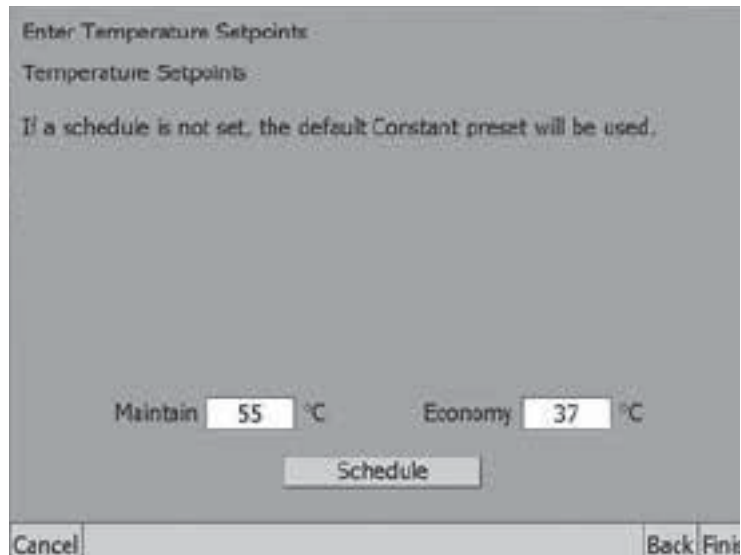 Enter Temperature Setpoints
Temperature Setpoints
If a schedule is not set, the default Constant preset will be used.
Maintain 55 °C Economy 37 °C
Schedule
Cancel Back Finis